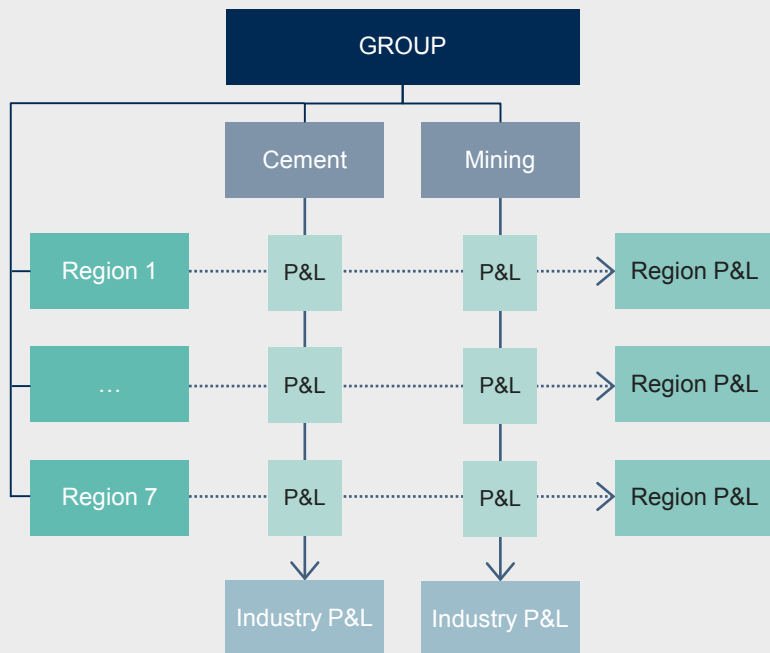 GROUP
Cement
Mining
Region 1
P&L
P&L
Region P&L
...
P&L
P&L
Region P&L
Region 7
P&L
P&L
Region P&L
Industry P&L
Industry P&L